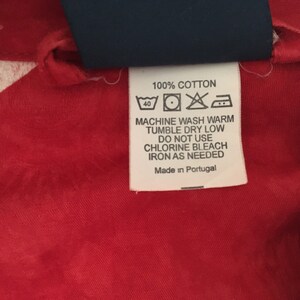 100% COTTON
40
MACHINE WASH WARM
TUMBLE DRY LOW
DO NOT USE
CHLORINE BLEACH
IRON AS NEEDED
Made in Portugal